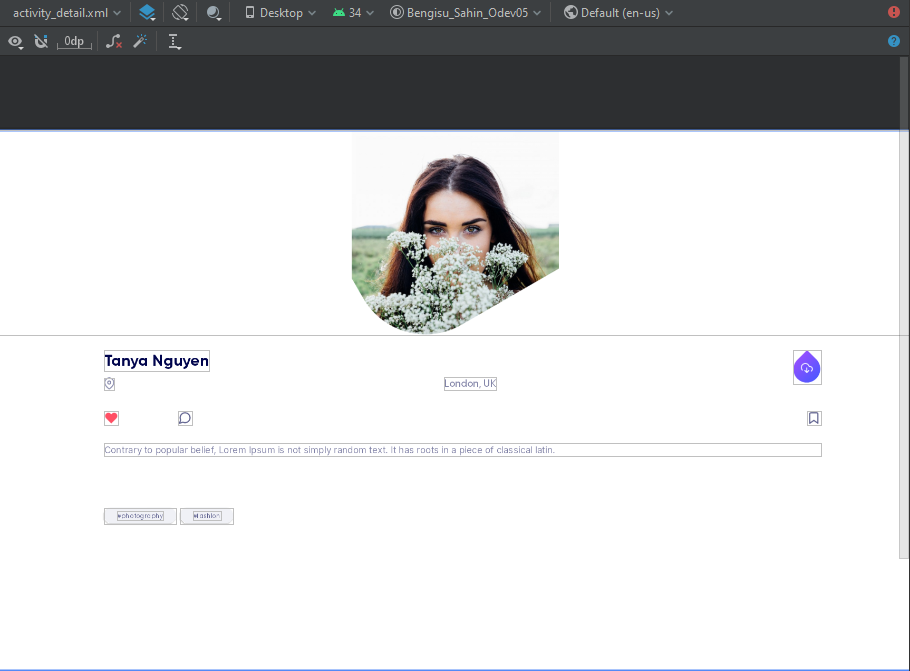 activity_detail.xml Desktop 34 Bengisu_Sahin_Odev05 Default (en-us)
0dp
Tanya Nguyen
London, UK
Contrary to popular belief, Lorem Ipsum is not simply random text. It has roots in a piece of classical latin.
#photography #fashion